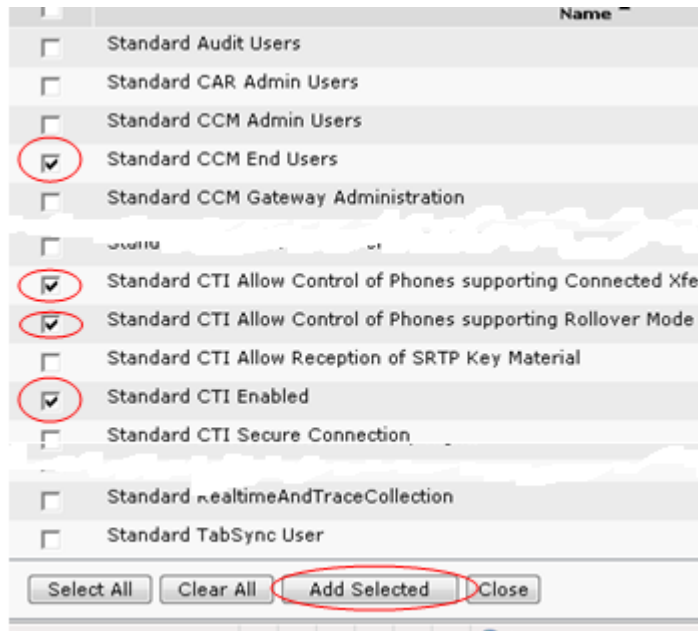 Name
Standard Audit Users
Standard CAR Admin Users
Standard CCM Admin Users
Standard CCM End Users
Standard CCM Gateway Administration
Standard CTI Allow Control of Phones supporting Connected Xfe
Standard CTI Allow Control of Phones supporting Rollover Mode
Standard CTI Allow Reception of SRTP Key Material
Standard CTI Enabled
Standard CTI Secure Connection
Standard RealtimeAndTraceCollection
Standard TabSync User
Select All Clear All Add Selected Close